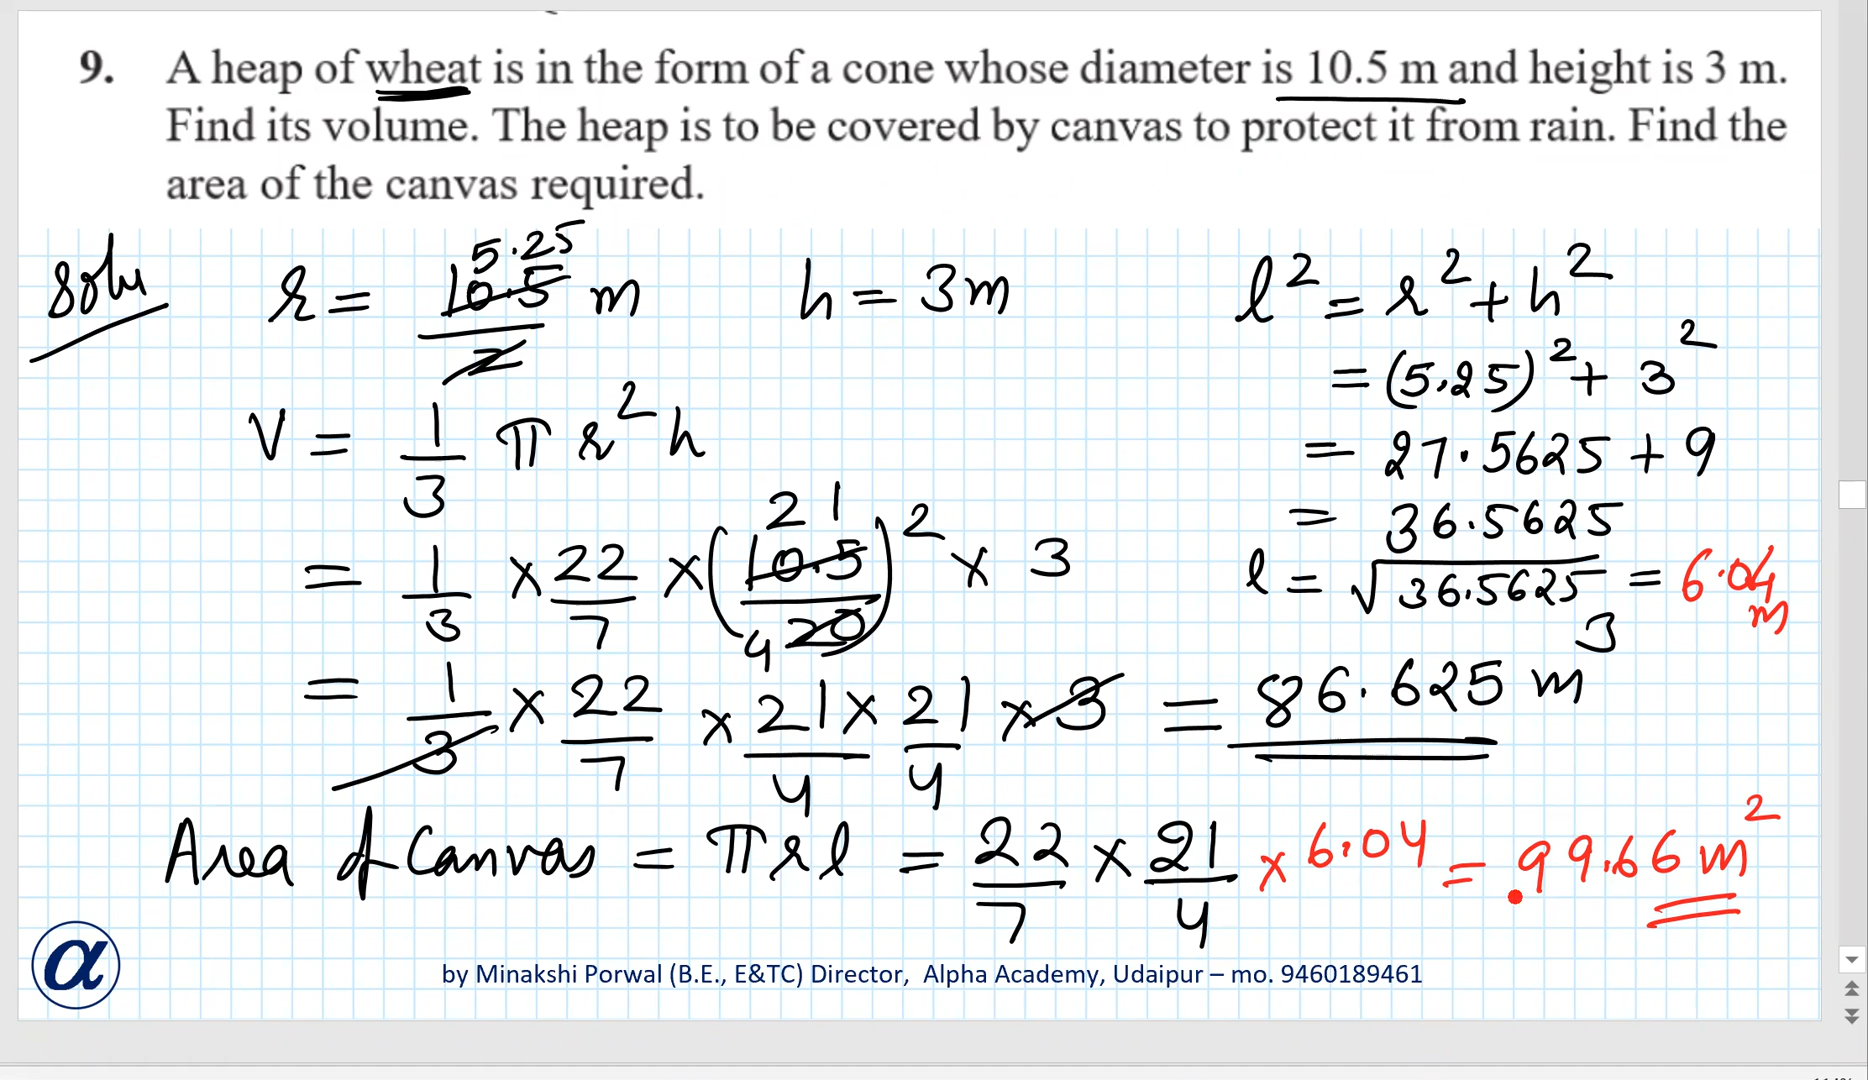 9. A heap of wheat is in the form of a cone whose diameter is 10.5 m and height is 3 m.
Find its volume. The heap is to be covered by canvas to protect it from rain. Find the
area of the canvas required.
Solu r = 10.5/2 m 5.25 h = 3m
V = 1/3 π r² h
= 1/3 × 22/7 × (10.5/20)² × 3 21 4
= 1/3 × 22/7 × 21/4 × 21/4 × 3 = 86.625 m³
l² = r² + h²
= (5.25)² + 3²
= 27.5625 + 9
= 36.5625
l = √36.5625 = 6.04 m
Area of Canvas = π r l = 22/7 × 21/4 × 6.04 = 99.66 m²
α
by Minakshi Porwal (B.E., E&TC) Director, Alpha Academy, Udaipur – mo. 9460189461